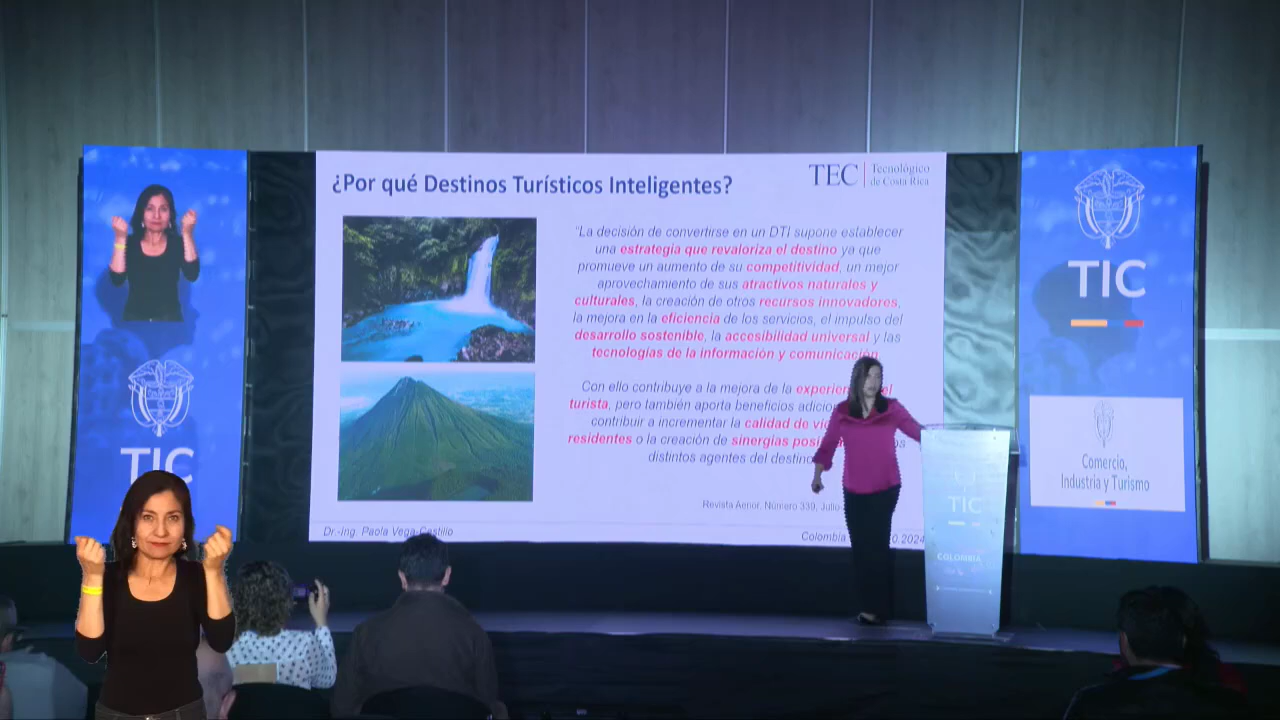 ¿Por qué Destinos Turísticos Inteligentes?
TEC
Tecnológico
de Costa Rica
"La decisión de convertirse en un DTI supone establecer
una estrategia que revaloriza el destino ya que
promueve un aumento de su competitividad, un mejor
aprovechamiento de sus atractivos naturales y
culturales, la creación de otros recursos innovadores,
la mejora en la eficiencia de los servicios, el impulso del
desarrollo sostenible, la accesibilidad universal y las
tecnologías de la información y comunicación
Con ello contribuye a la mejora de la
turista, pero también aporta beneficios
contribuir a incrementar la calidad de
residentes o la creación de sinergias
distintos agentes del destino
Revista Aenor, Número 339, Julio
Dr.-Ing. Paola Vega-Castillo
Colombia
2024
TIC
TIC
Comercio,
Industria y Turismo
TIC
COLOMBIA